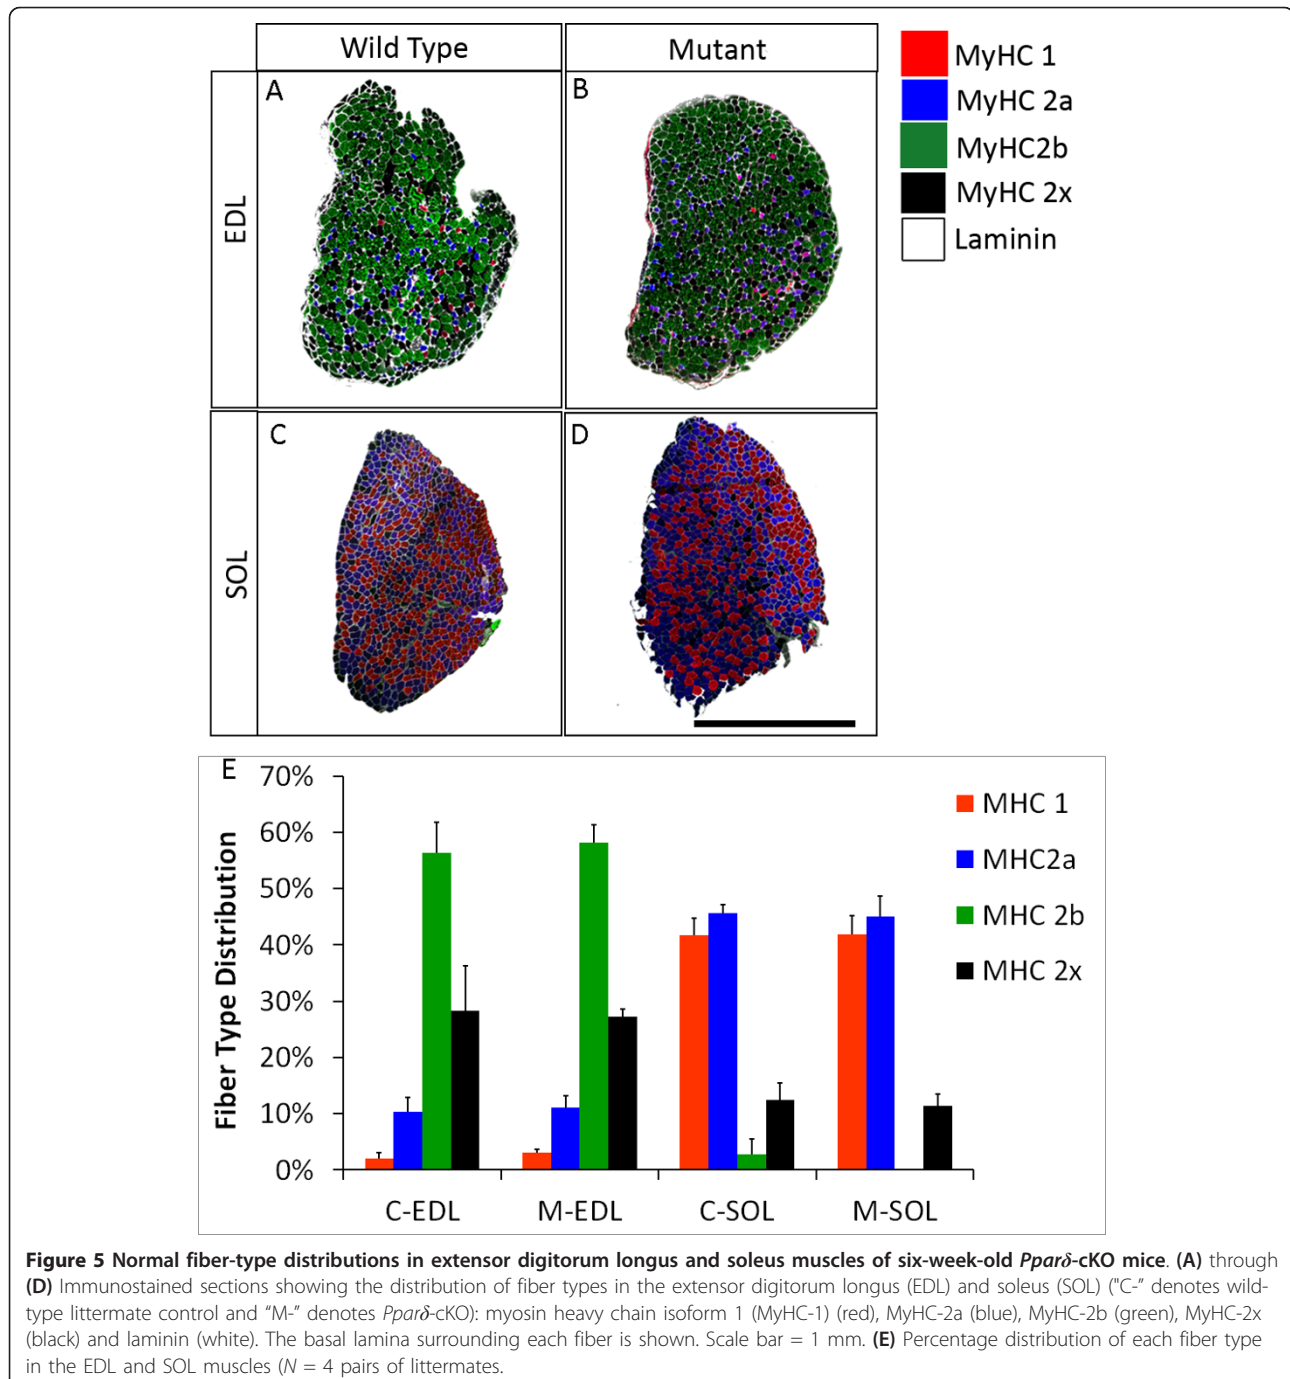 Wild Type
Mutant
MyHC 1
MyHC 2a
MyHC2b
MyHC 2x
Laminin
EDL
A
B
SOL
C
D
E
70%
60%
50%
40%
30%
20%
10%
0%
Fiber Type Distribution
MHC 1
MHC2a
MHC 2b
MHC 2x
C-EDL
M-EDL
C-SOL
M-SOL
Figure 5 Normal fiber-type distributions in extensor digitorum longus and soleus muscles of six-week-old Pparδ-cKO mice. (A) through
(D) Immunostained sections showing the distribution of fiber types in the extensor digitorum longus (EDL) and soleus (SOL) ("C-” denotes wild-
type littermate control and “M-” denotes Pparδ-cKO): myosin heavy chain isoform 1 (MyHC-1) (red), MyHC-2a (blue), MyHC-2b (green), MyHC-2x
(black) and laminin (white). The basal lamina surrounding each fiber is shown. Scale bar = 1 mm. (E) Percentage distribution of each fiber type
in the EDL and SOL muscles (N = 4 pairs of littermates.